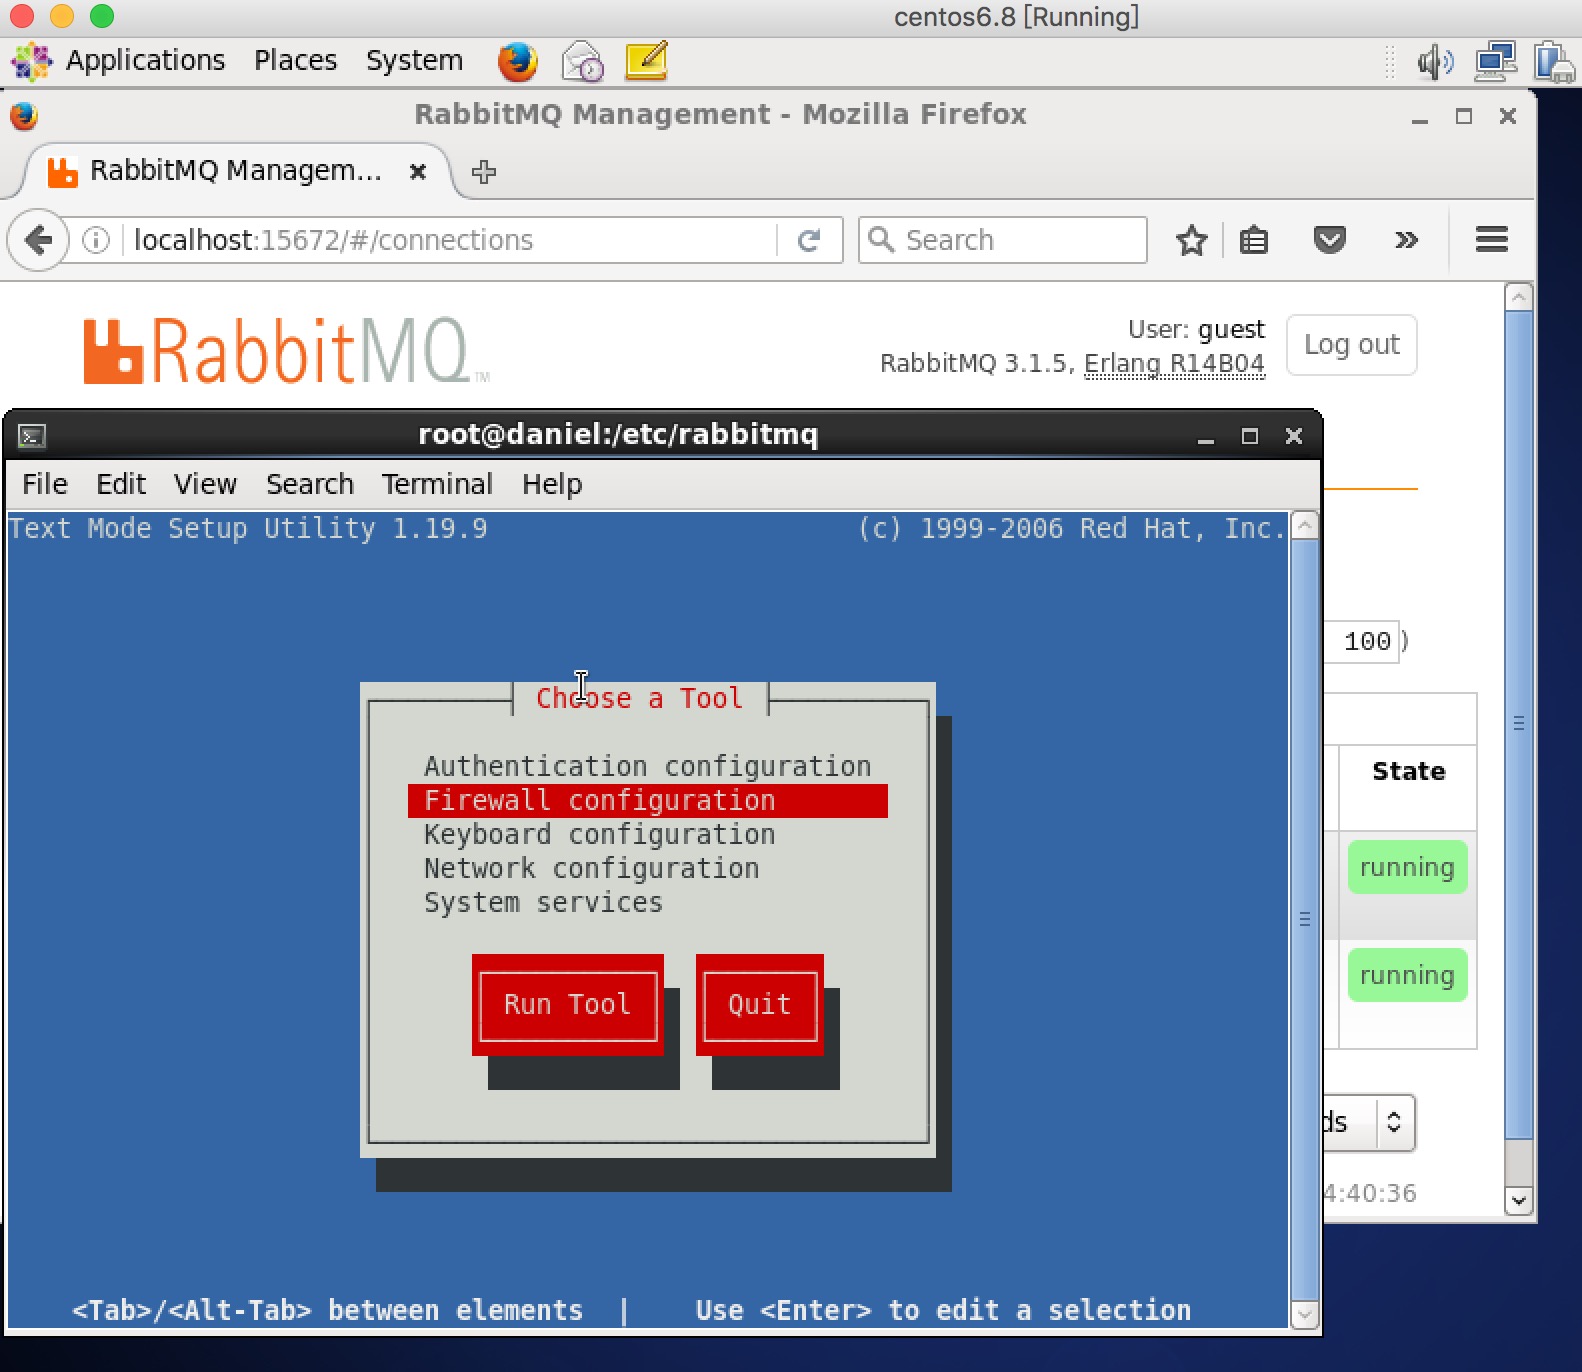 centos6.8 [Running]
Applications Places System
RabbitMQ Management - Mozilla Firefox
RabbitMQ Managem...
localhost:15672/#/connections
Search
RabbitMQ™
User: guest
RabbitMQ 3.1.5, Erlang R14B04
Log out
root@daniel:/etc/rabbitmq
File Edit View Search Terminal Help
Text Mode Setup Utility 1.19.9 (c) 1999-2006 Red Hat, Inc.
Choose a Tool
Authentication configuration
Firewall configuration
Keyboard configuration
Network configuration
System services
Run Tool Quit
<Tab>/<Alt-Tab> between elements | Use <Enter> to edit a selection
100)
State
running
running
ds
4:40:36